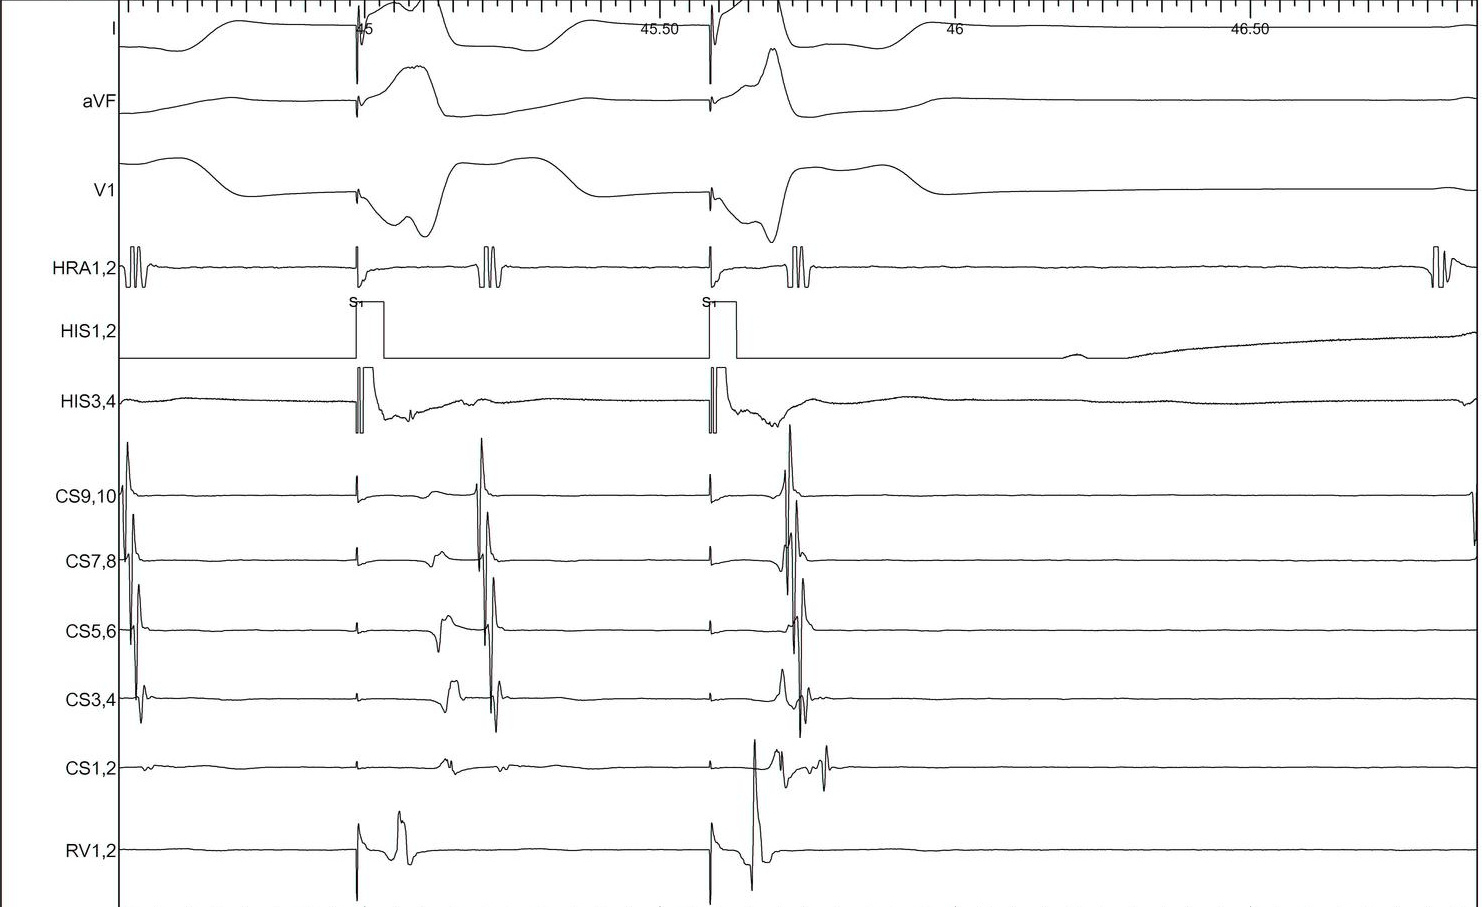 I 45 45.50 46 46.50
aVF
V1
HRA1,2
S1 S1
HIS1,2
HIS3,4
CS9,10
CS7,8
CS5,6
CS3,4
CS1,2
RV1,2